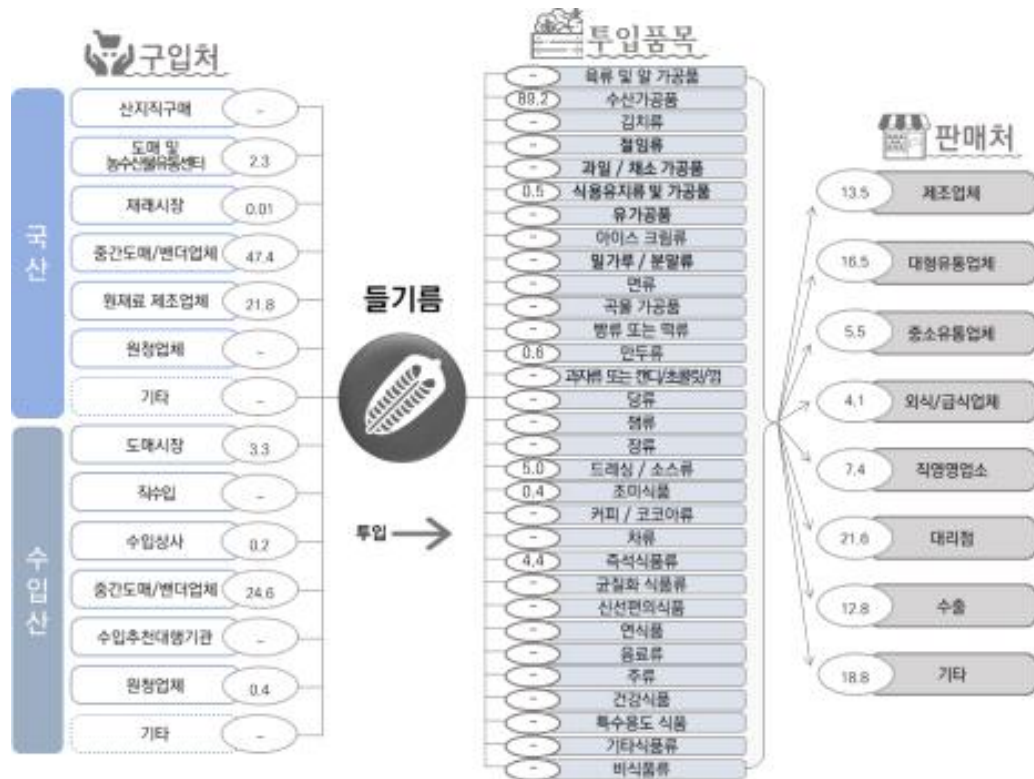 구입처
국산
산지직구매 -
도매 및
농수산물유통센터 2.3
재래시장 0.01
중간도매/밴더업체 47.4
원재료 제조업체 21.8
원청업체 -
기타 -
수입산
도매시장 3.3
직수입 -
수입상사 0.2
중간도매/밴더업체 24.6
수입추천대행기관 -
원청업체 0.4
기타 -
들기름
투입
투입품목
- 육류 및 알 가공품
89.2 수산가공품
- 김치류
- 절임류
- 과일 / 채소 가공품
0.5 식용유지류 및 가공품
- 유가공품
- 아이스 크림류
- 밀가루 / 분말류
- 면류
- 곡물 가공품
- 빵류 또는 떡류
0.6 만두류
- 과자류 또는 캔디/초콜릿/껌
- 당류
- 잼류
- 장류
5.0 드레싱 / 소스류
0.4 조미식품
- 커피 / 코코아류
- 차류
4.4 즉석식품류
- 균질화 식품류
- 신선편의식품
- 연식품
- 음료류
- 주류
- 건강식품
- 특수용도 식품
- 기타식품류
- 비식품류
판매처
13.5 제조업체
16.5 대형유통업체
5.5 중소유통업체
4.1 외식/급식업체
7.4 직영영업소
21.6 대리점
12.8 수출
18.8 기타